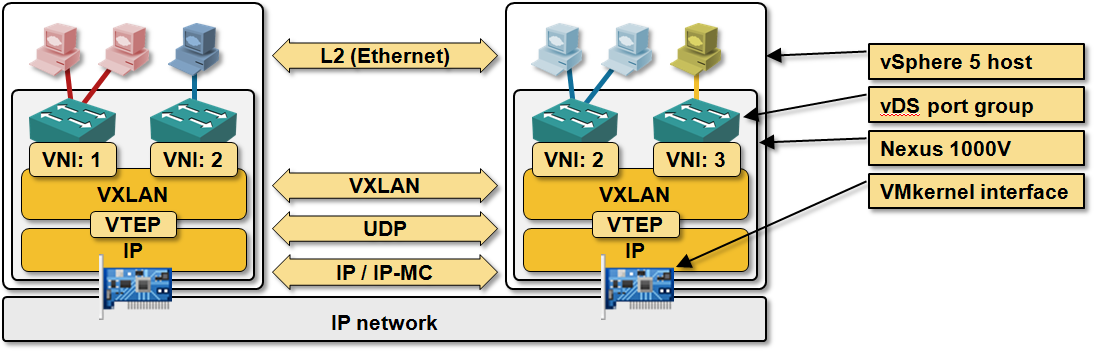 L2 (Ethernet)
vSphere 5 host
vDS port group
Nexus 1000V
VMkernel interface
VNI: 1
VNI: 2
VNI: 2
VNI: 3
VXLAN
VXLAN
VXLAN
VTEP
UDP
VTEP
IP
IP / IP-MC
IP
IP network